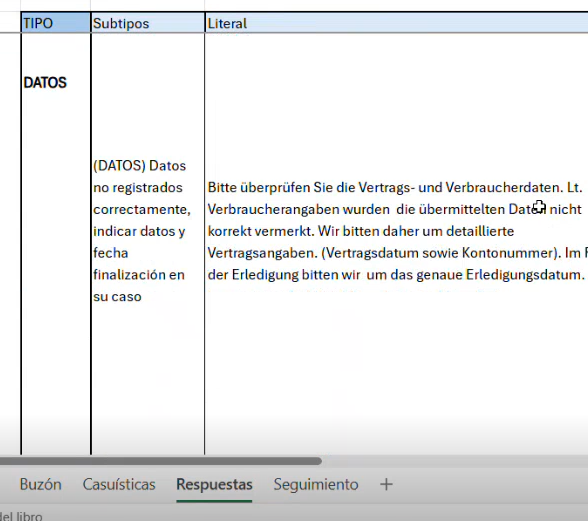 TIPO Subtipos Literal
DATOS
(DATOS) Datos
no registrados
correctamente,
indicar datos y
fecha
finalización en
su caso
Bitte überprüfen Sie die Vertrags- und Verbraucherdaten. Lt.
Verbraucherangaben wurden die übermittelten Daten nicht
korrekt vermerkt. Wir bitten daher um detaillierte
Vertragsangaben. (Vertragsdatum sowie Kontonummer). Im
der Erledigung bitten wir um das genaue Erledigungsdatum.
Buzón Casuísticas Respuestas Seguimiento +
del libro